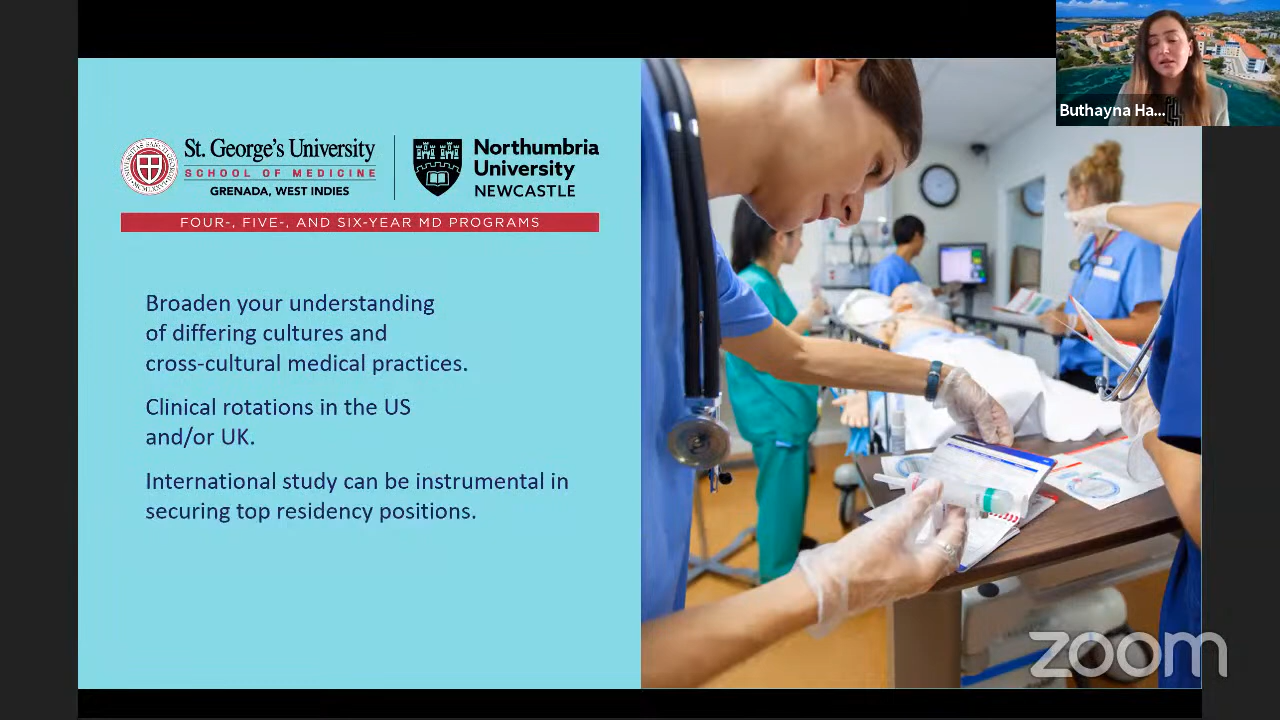 Buthayna Ha...
St. George's University
SCHOOL OF MEDICINE
GRENADA, WEST INDIES
Northumbria
University
NEWCASTLE
FOUR-, FIVE-, AND SIX-YEAR MD PROGRAMS
Broaden your understanding
of differing cultures and
cross-cultural medical practices.
Clinical rotations in the US
and/or UK.
International study can be instrumental in
securing top residency positions.
zoom